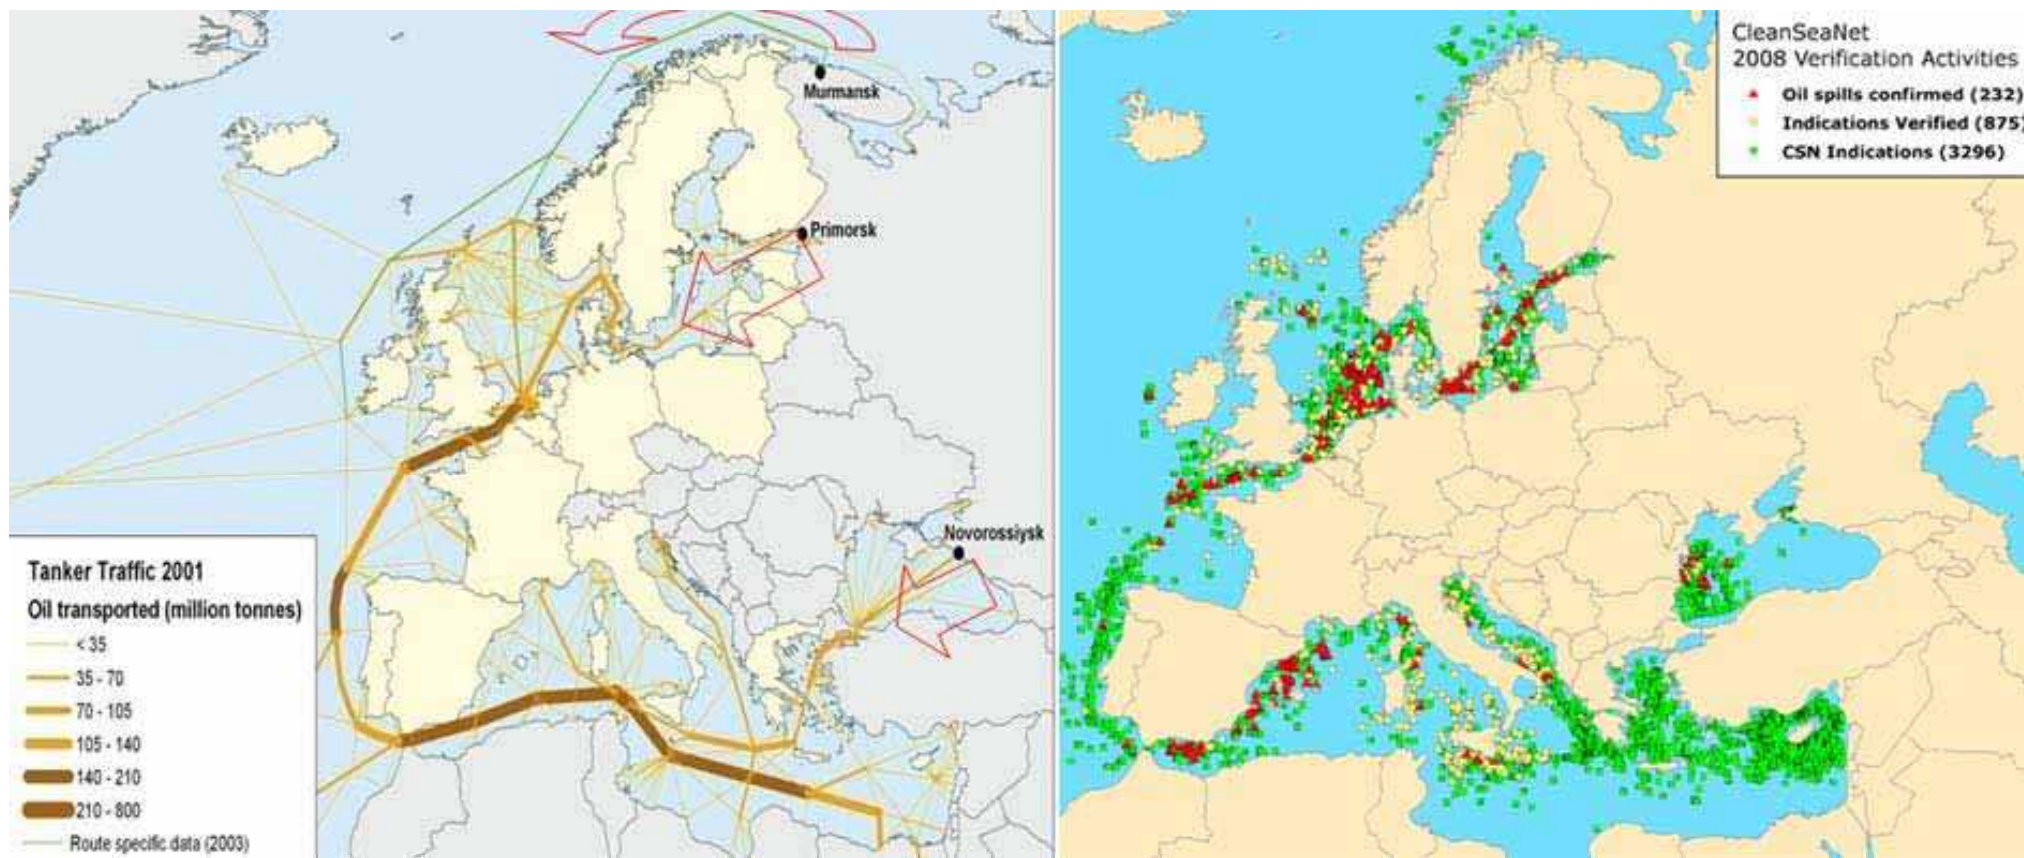 Murmansk
Primorsk
Novorossiysk
Tanker Traffic 2001
Oil transported (million tonnes)
< 35
35 - 70
70 - 105
105 - 140
140 - 210
210 - 800
Route specific data (2003)
CleanSeaNet
2008 Verification Activities
Oil spills confirmed (232)
Indications Verified (875)
CSN Indications (3296)